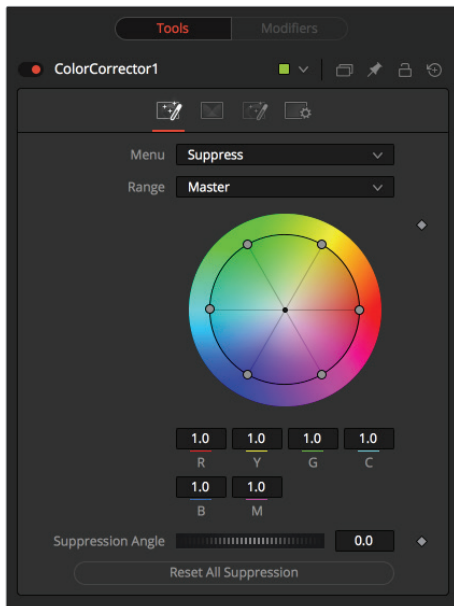 Tools Modifiers
ColorCorrector1
Menu Suppress
Range Master
1.0 1.0 1.0 1.0
R Y G C
1.0 1.0
B M
Suppression Angle 0.0
Reset All Suppression